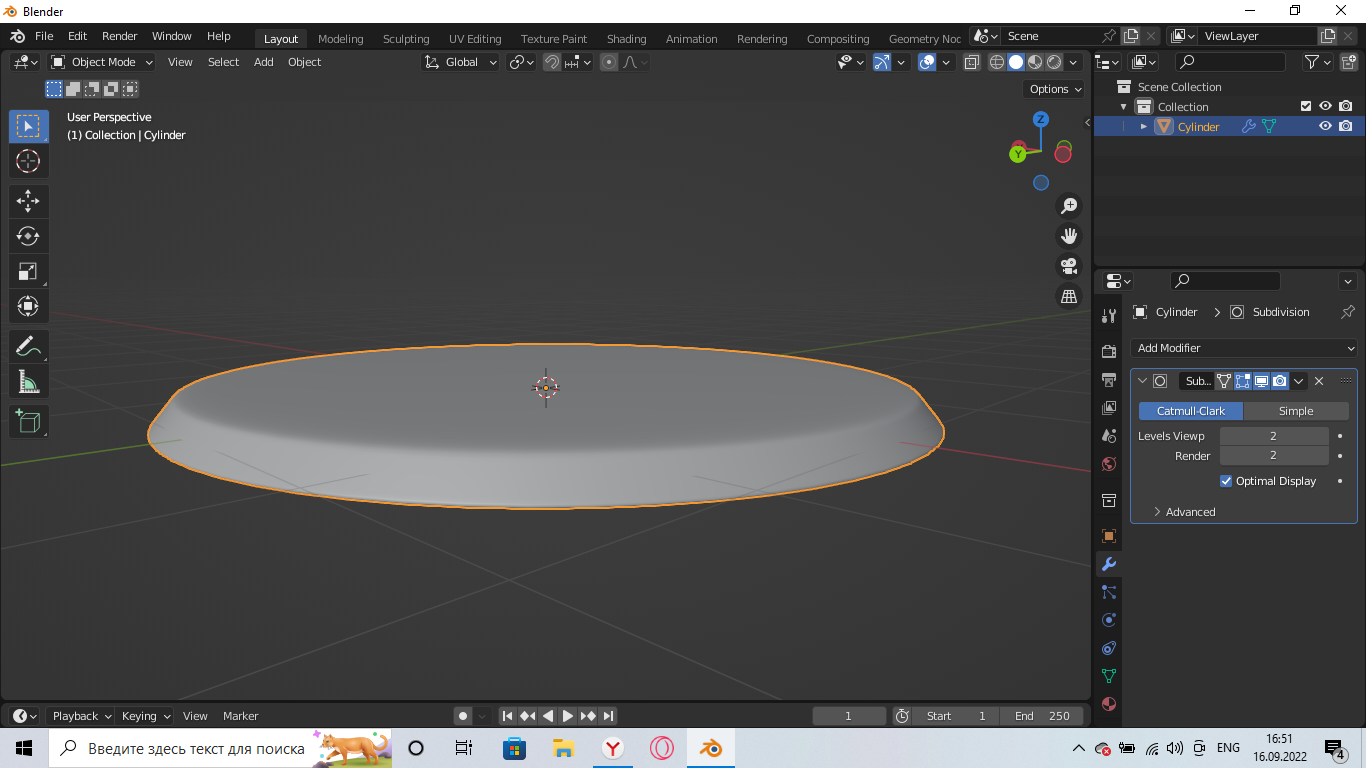 Blender
File Edit Render Window Help Layout Modeling Sculpting UV Editing Texture Paint Shading Animation Rendering Compositing Geometry Noc Scene ViewLayer
Object Mode View Select Add Object Global
Options
User Perspective
(1) Collection | Cylinder
Z
Y
Scene Collection
Collection
Cylinder
Cylinder > Subdivision
Add Modifier
Sub...
Catmull-Clark Simple
Levels Viewp 2
Render 2
Optimal Display
Advanced
Playback Keying View Marker 1 Start 1 End 250
Введите здесь текст для поиска
ENG
16:51
16.09.2022
4